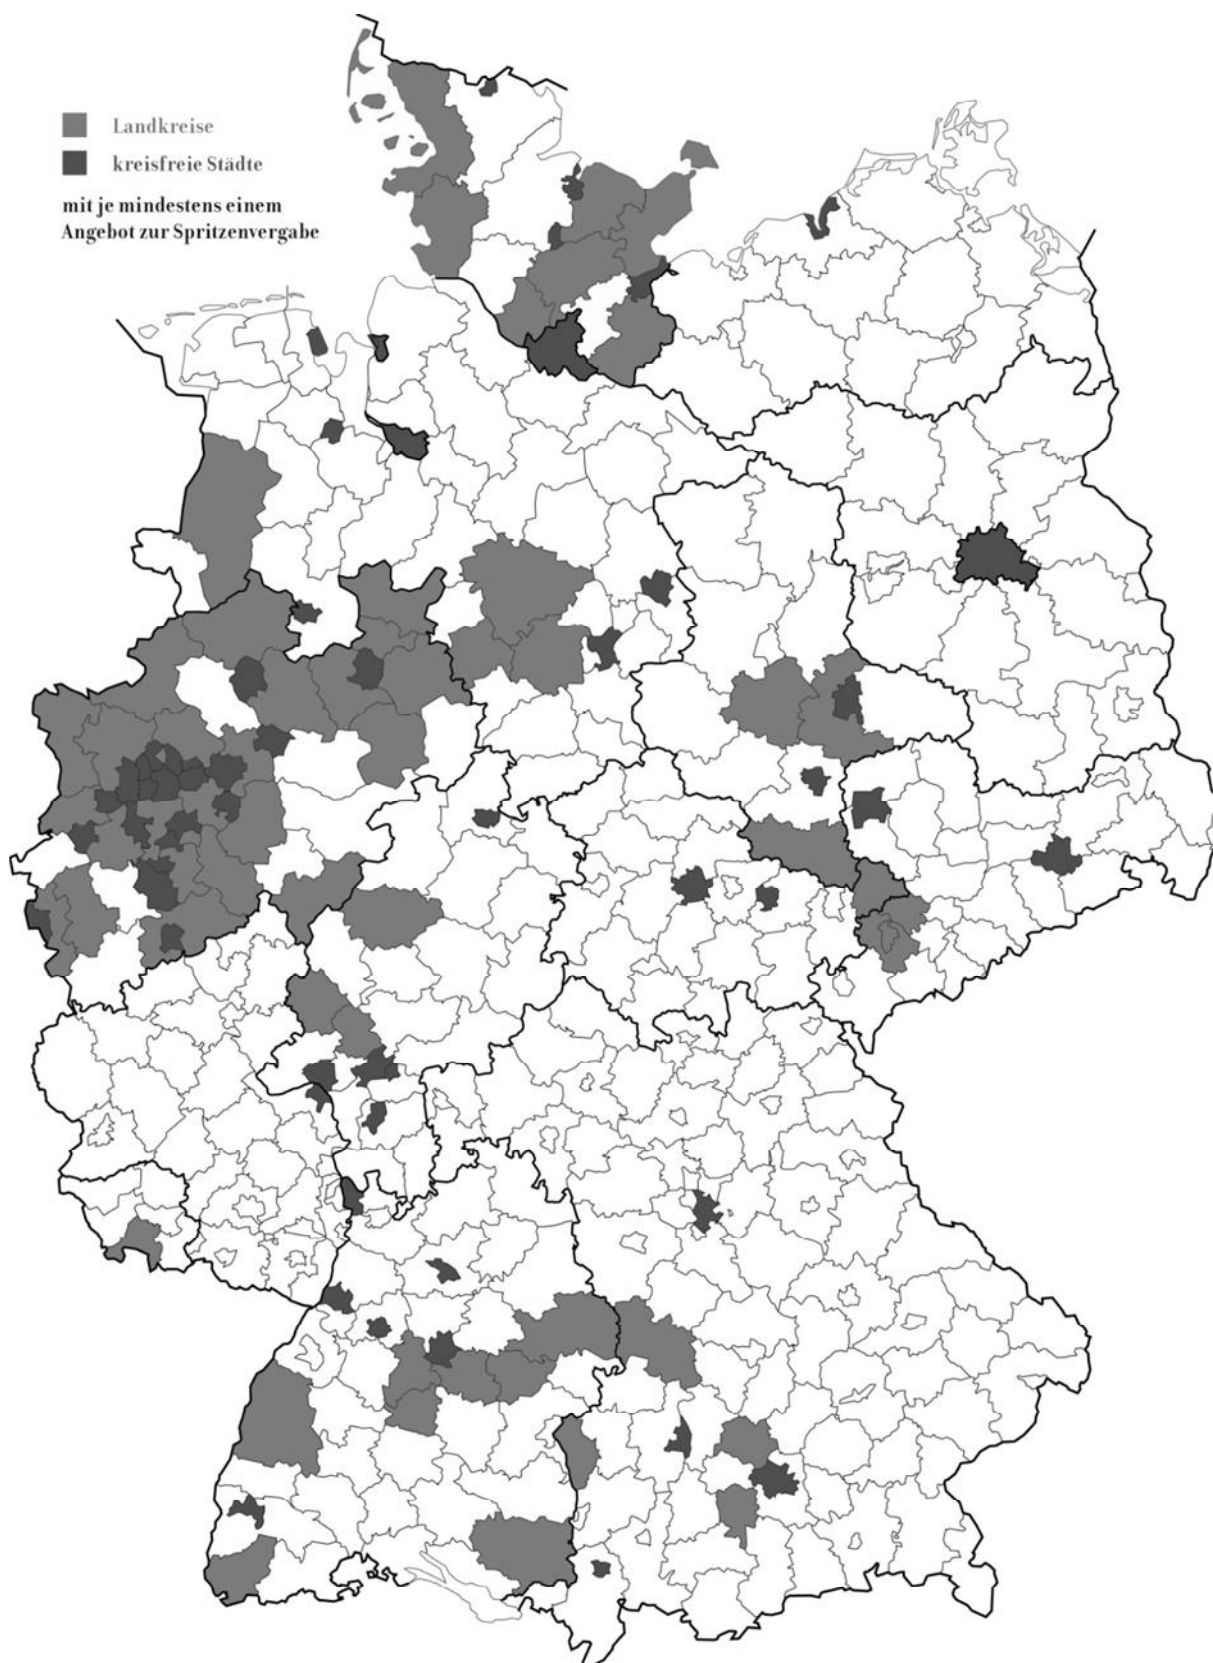 Landkreise
kreisfreie Städte
mit je mindestens einem
Angebot zur Spritzenvergabe